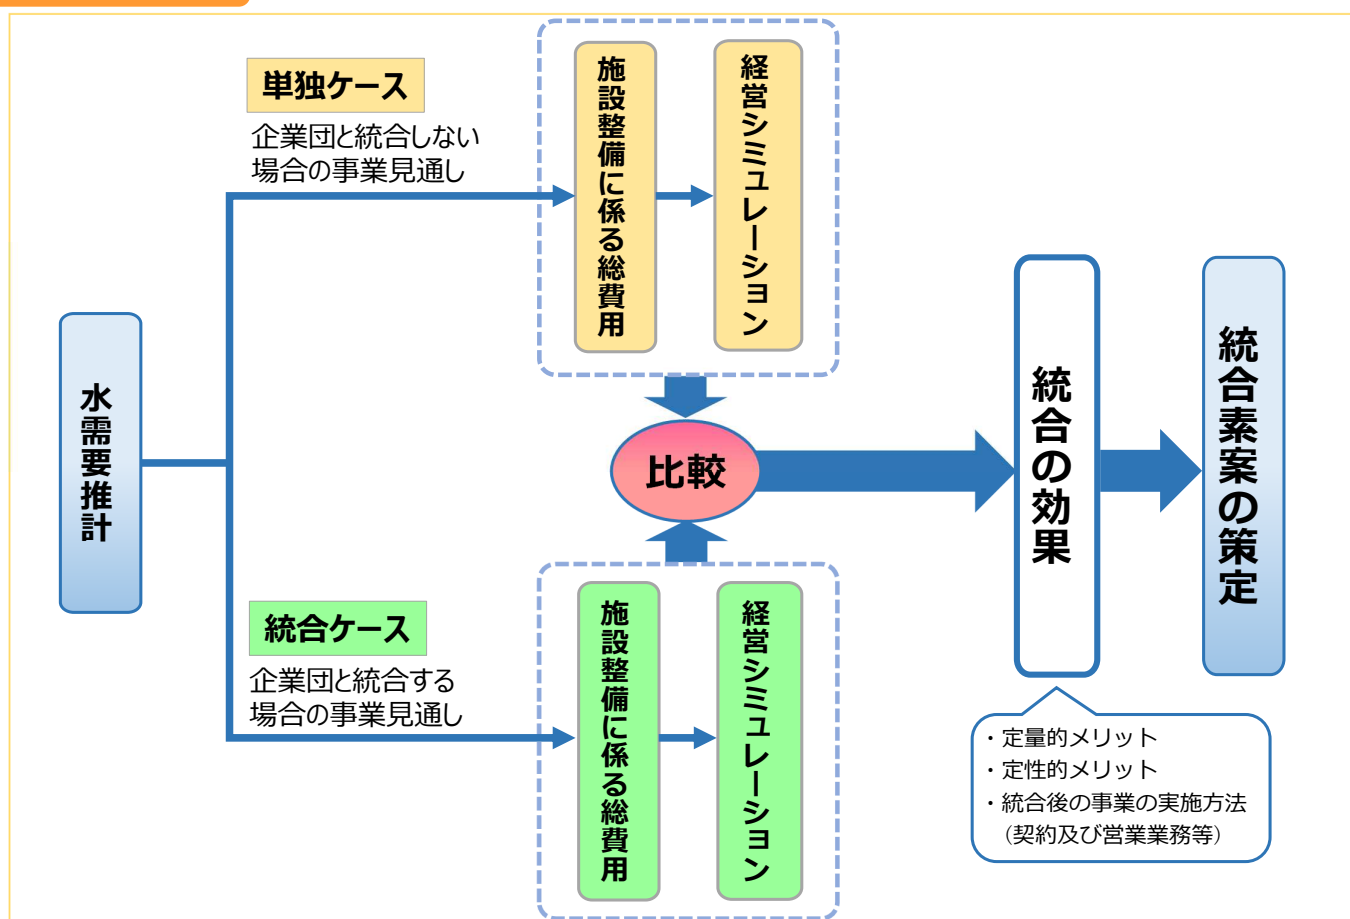 水需要推計
単独ケース
企業団と統合しない
場合の事業見通し
施設整備に係る総費用
経営シミュレーション
比較
統合ケース
企業団と統合する
場合の事業見通し
施設整備に係る総費用
経営シミュレーション
統合の効果
・定量的メリット
・定性的メリット
・統合後の事業の実施方法
（契約及び営業業務等）
統合素案の策定